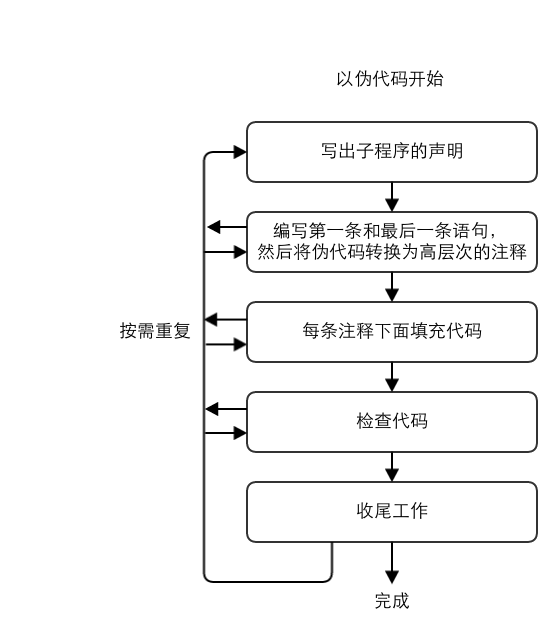 以伪代码开始
写出子程序的声明
编写第一条和最后一条语句，
然后将伪代码转换为高层次的注释
按需重复
每条注释下面填充代码
检查代码
收尾工作
完成